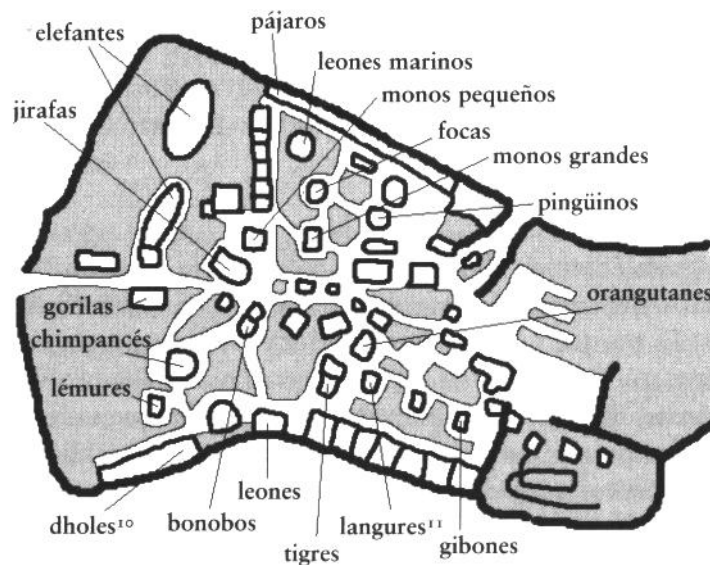 pájaros
elefantes
leones marinos
monos pequeños
jirafas
focas
monos grandes
pingüinos
orangutanes
gorilas
chimpancés
lémures
leones
dholes¹⁰
bonobos
langures¹¹
gibones
tigres